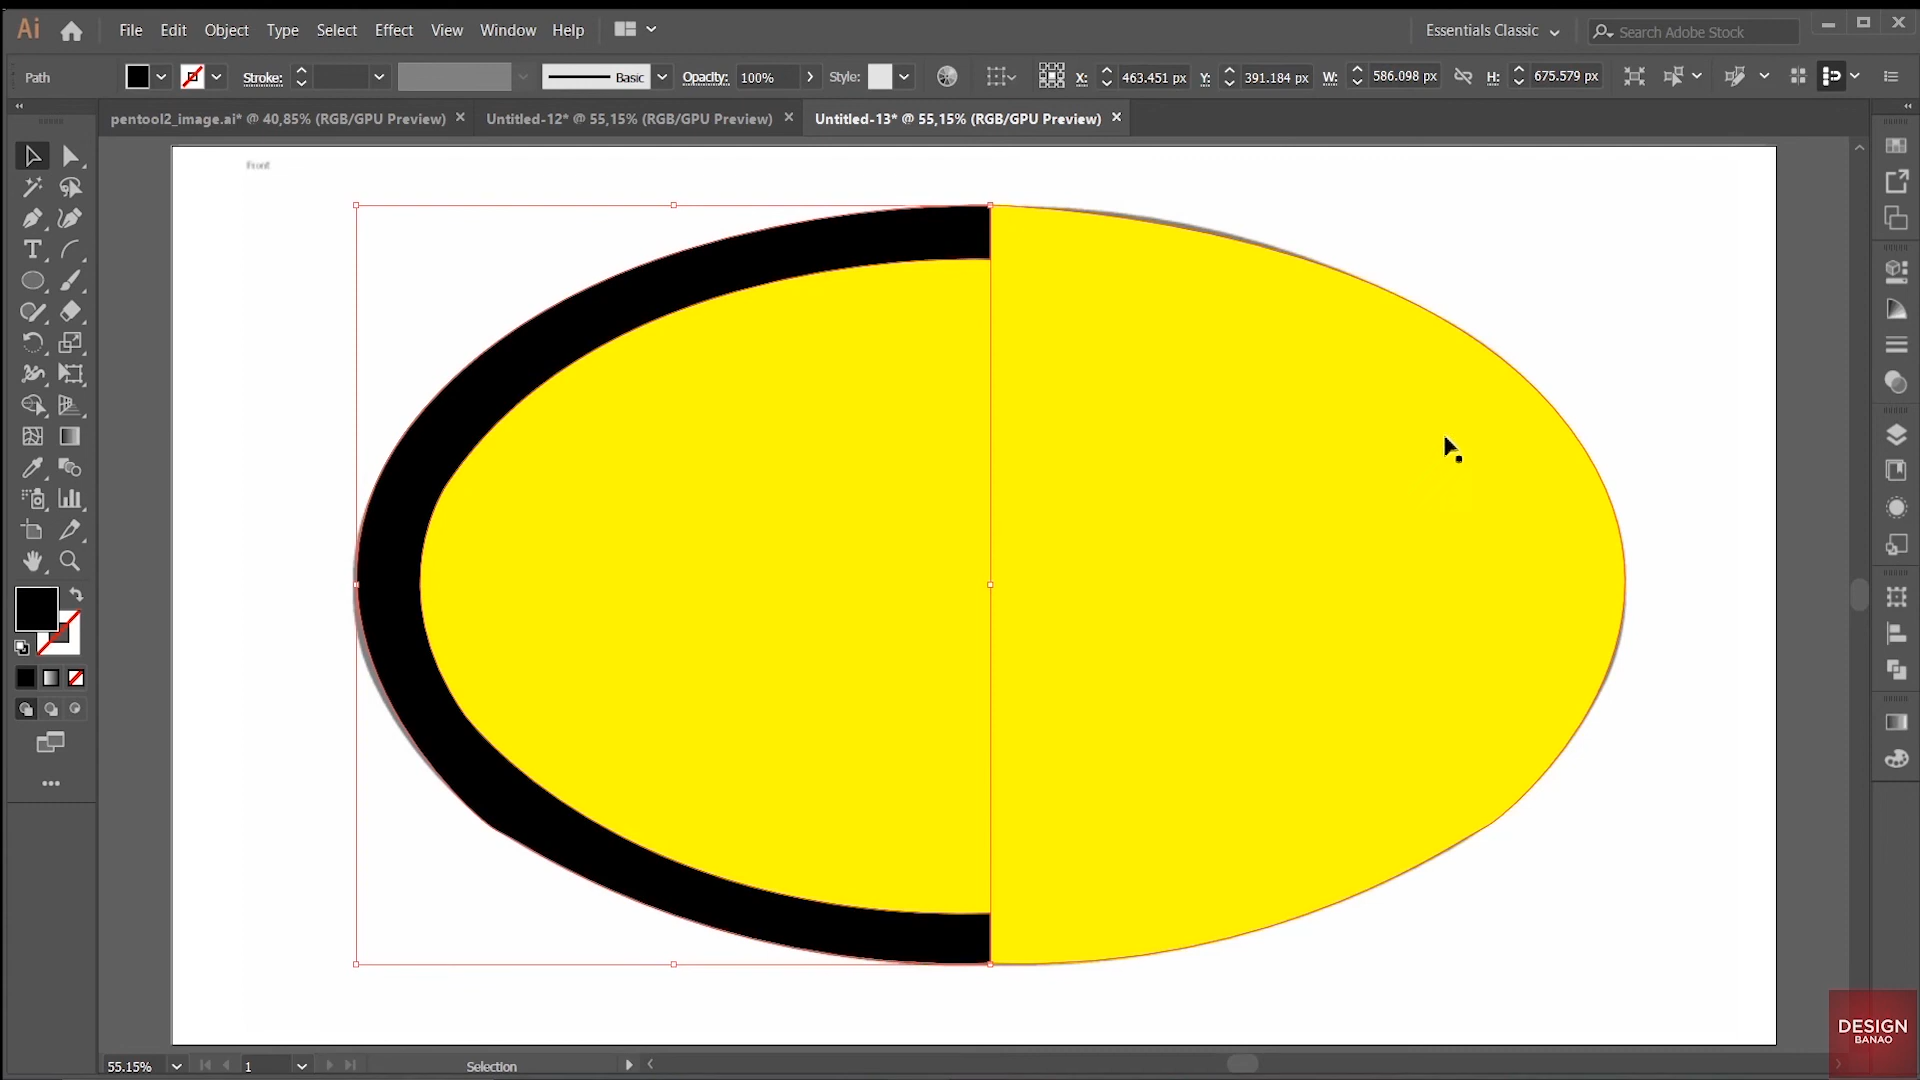 Ai File Edit Object Type Select Effect View Window Help Essentials Classic Search Adobe Stock
Path Stroke: Basic Opacity: 100% Style: X: 463.451 px Y: 391.184 px W: 586.098 px H: 675.579 px
pentool2_image.ai* @ 40,85% (RGB/GPU Preview) Untitled-12* @ 55,15% (RGB/GPU Preview) Untitled-13* @ 55,15% (RGB/GPU Preview)
Front
DESIGN
BANAO
55.15% 1 Selection